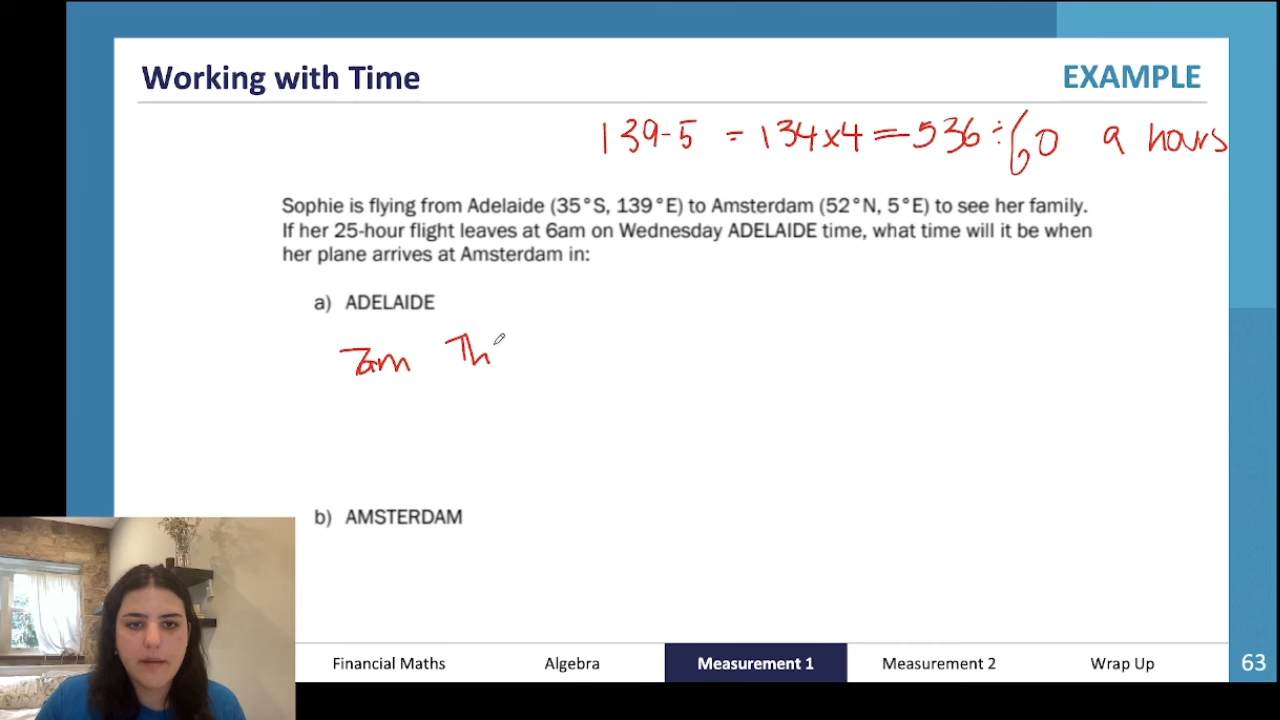 Working with Time
EXAMPLE
139-5 = 134x4 = 536 ÷ 60 9 hours
Sophie is flying from Adelaide (35°S, 139°E) to Amsterdam (52°N, 5°E) to see her family.
If her 25-hour flight leaves at 6am on Wednesday ADELAIDE time, what time will it be when
her plane arrives at Amsterdam in:
a) ADELAIDE
7am Th
b) AMSTERDAM
Financial Maths
Algebra
Measurement 1
Measurement 2
Wrap Up
63